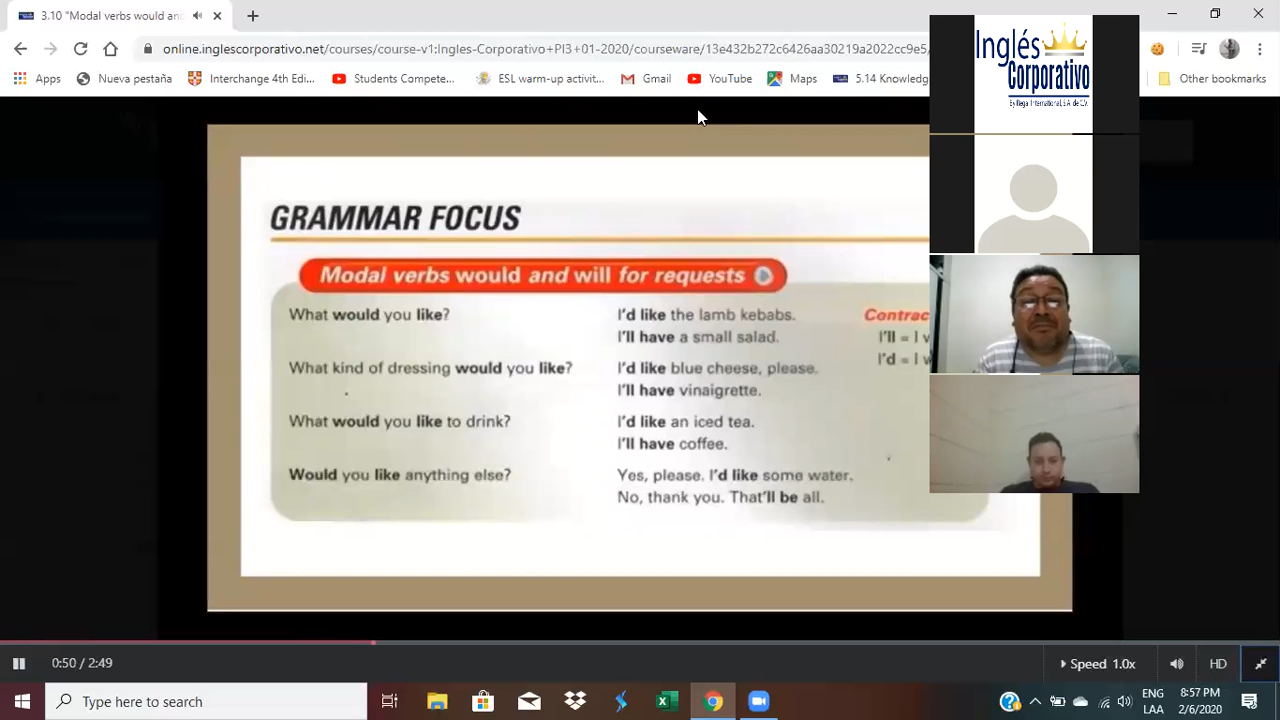 3.10 "Modal verbs would and
online.inglescorporativo.net/courses/course-v1:Ingles-Corporativo+PI3+01-2020/courseware/13e432b272c6426aa30219a2022cc9e5/
Apps
Nueva pestaña
Interchange 4th Edi...
Students Compete...
ESL warm-up activit...
Gmail
YouTube
Maps
5.14 Knowledg
Other bookmarks
Inglés
Corporativo
By Regal International, S.A. de C.V.
GRAMMAR FOCUS
Modal verbs would and will for requests
What would you like?
I'd like the lamb kebabs.
I'll have a small salad.
Contrac
I'll = I w
I'd = I w
What kind of dressing would you like?
I'd like blue cheese, please.
I'll have vinaigrette.
What would you like to drink?
I'd like an iced tea.
I'll have coffee.
Would you like anything else?
Yes, please. I'd like some water.
No, thank you. That'll be all.
0:50 / 2:49
Speed 1.0x
HD
Type here to search
ENG
LAA
8:57 PM
2/6/2020